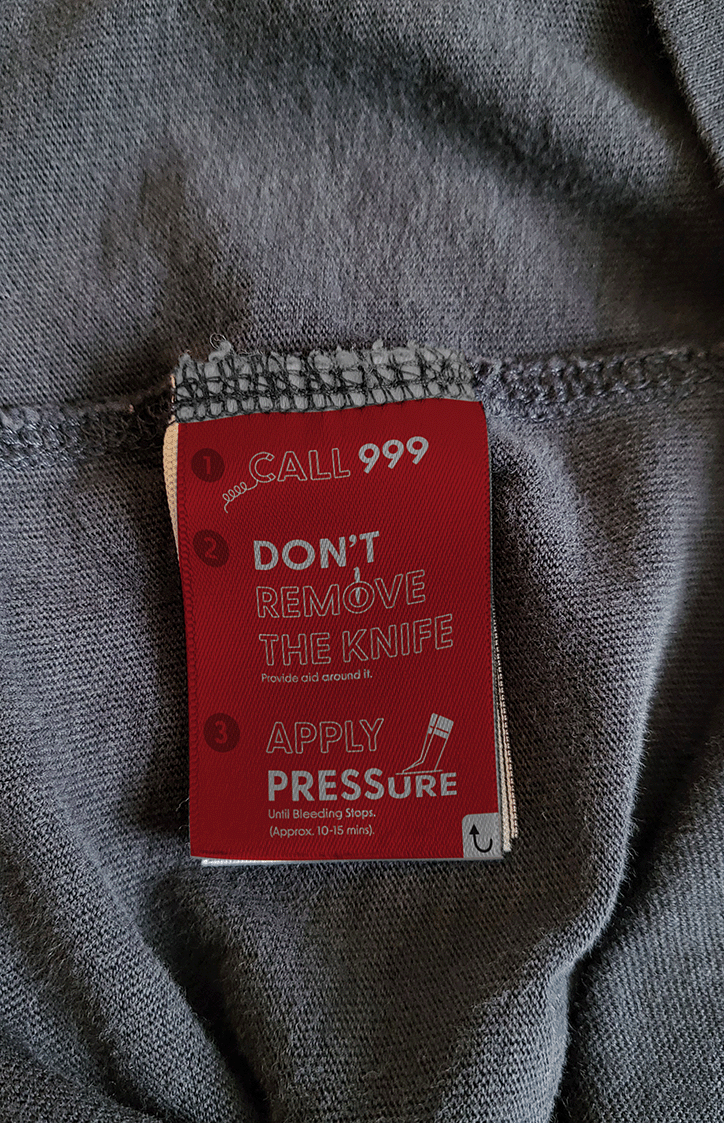 1 CALL 999
2 DON'T
REMOVE
THE KNIFE
Provide aid around it.
3 APPLY
PRESSURE
Until Bleeding Stops.
(Approx. 10-15 mins).